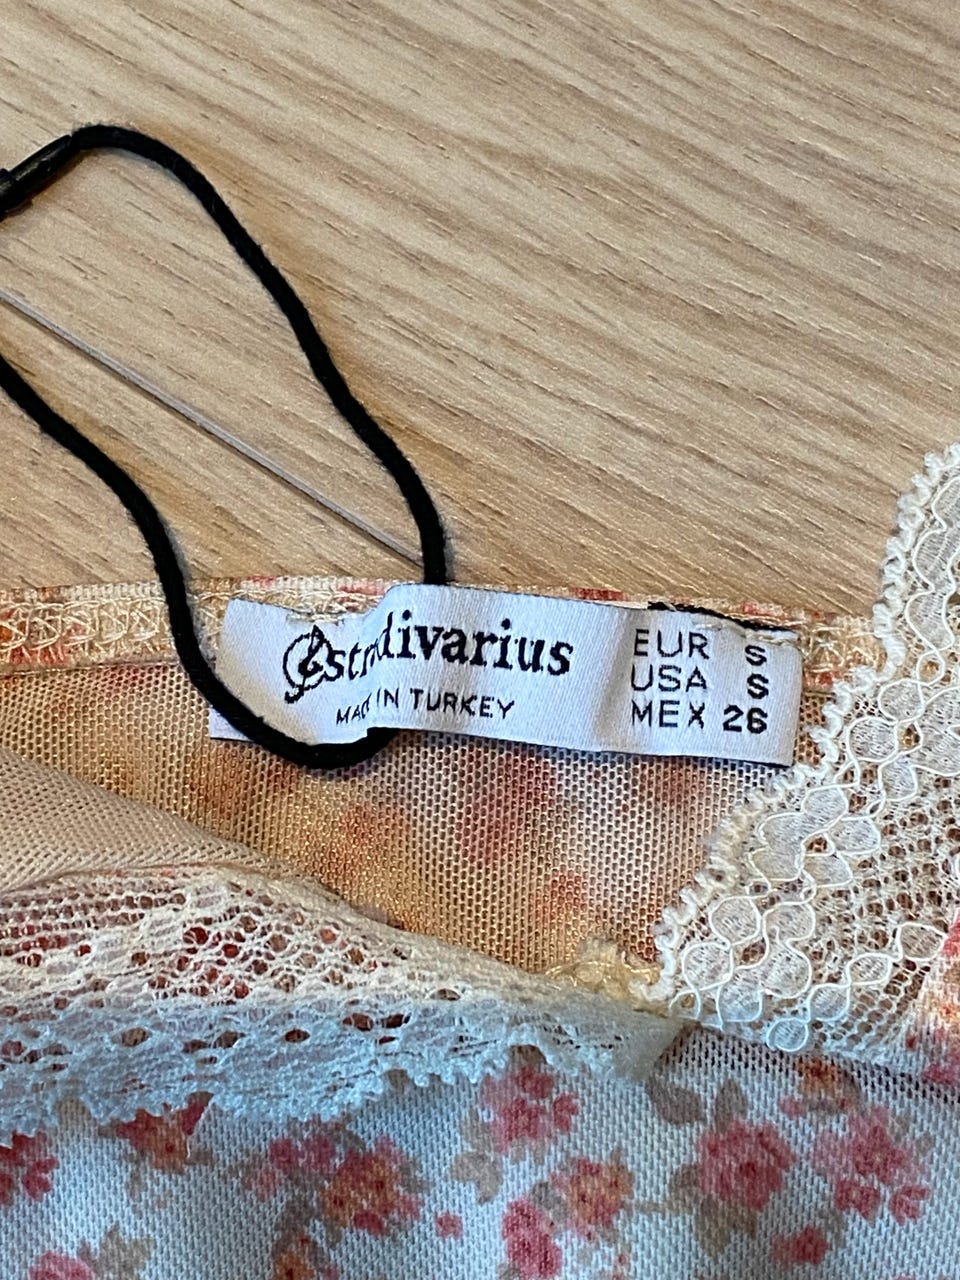 Stradivarius
MADE IN TURKEY
EUR S
USA S
MEX 26